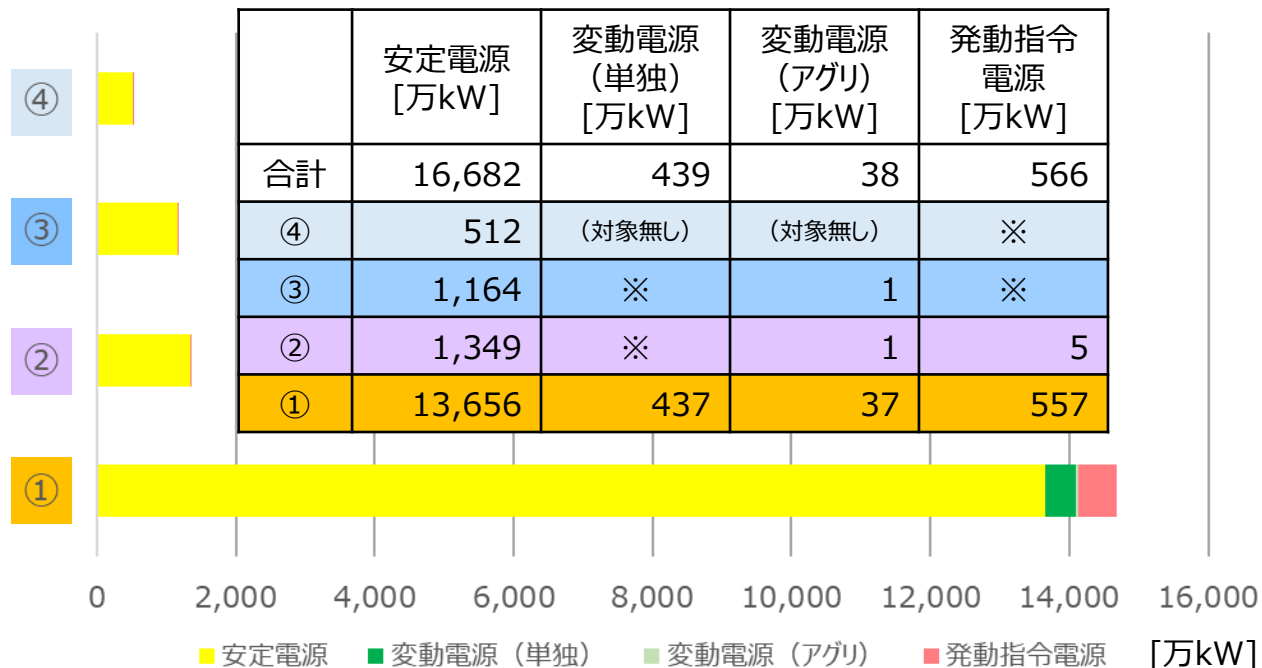 安定電源
[万kW]
変動電源
（単独）
[万kW]
変動電源
（アグリ）
[万kW]
発動指令
電源
[万kW]
合計 16,682 439 38 566
④ 512 （対象無し） （対象無し） ※
③ 1,164 ※ 1 ※
② 1,349 ※ 1 5
① 13,656 437 37 557
④
③
②
①
0 2,000 4,000 6,000 8,000 10,000 12,000 14,000 16,000
安定電源 変動電源（単独） 変動電源（アグリ） 発動指令電源 [万kW]